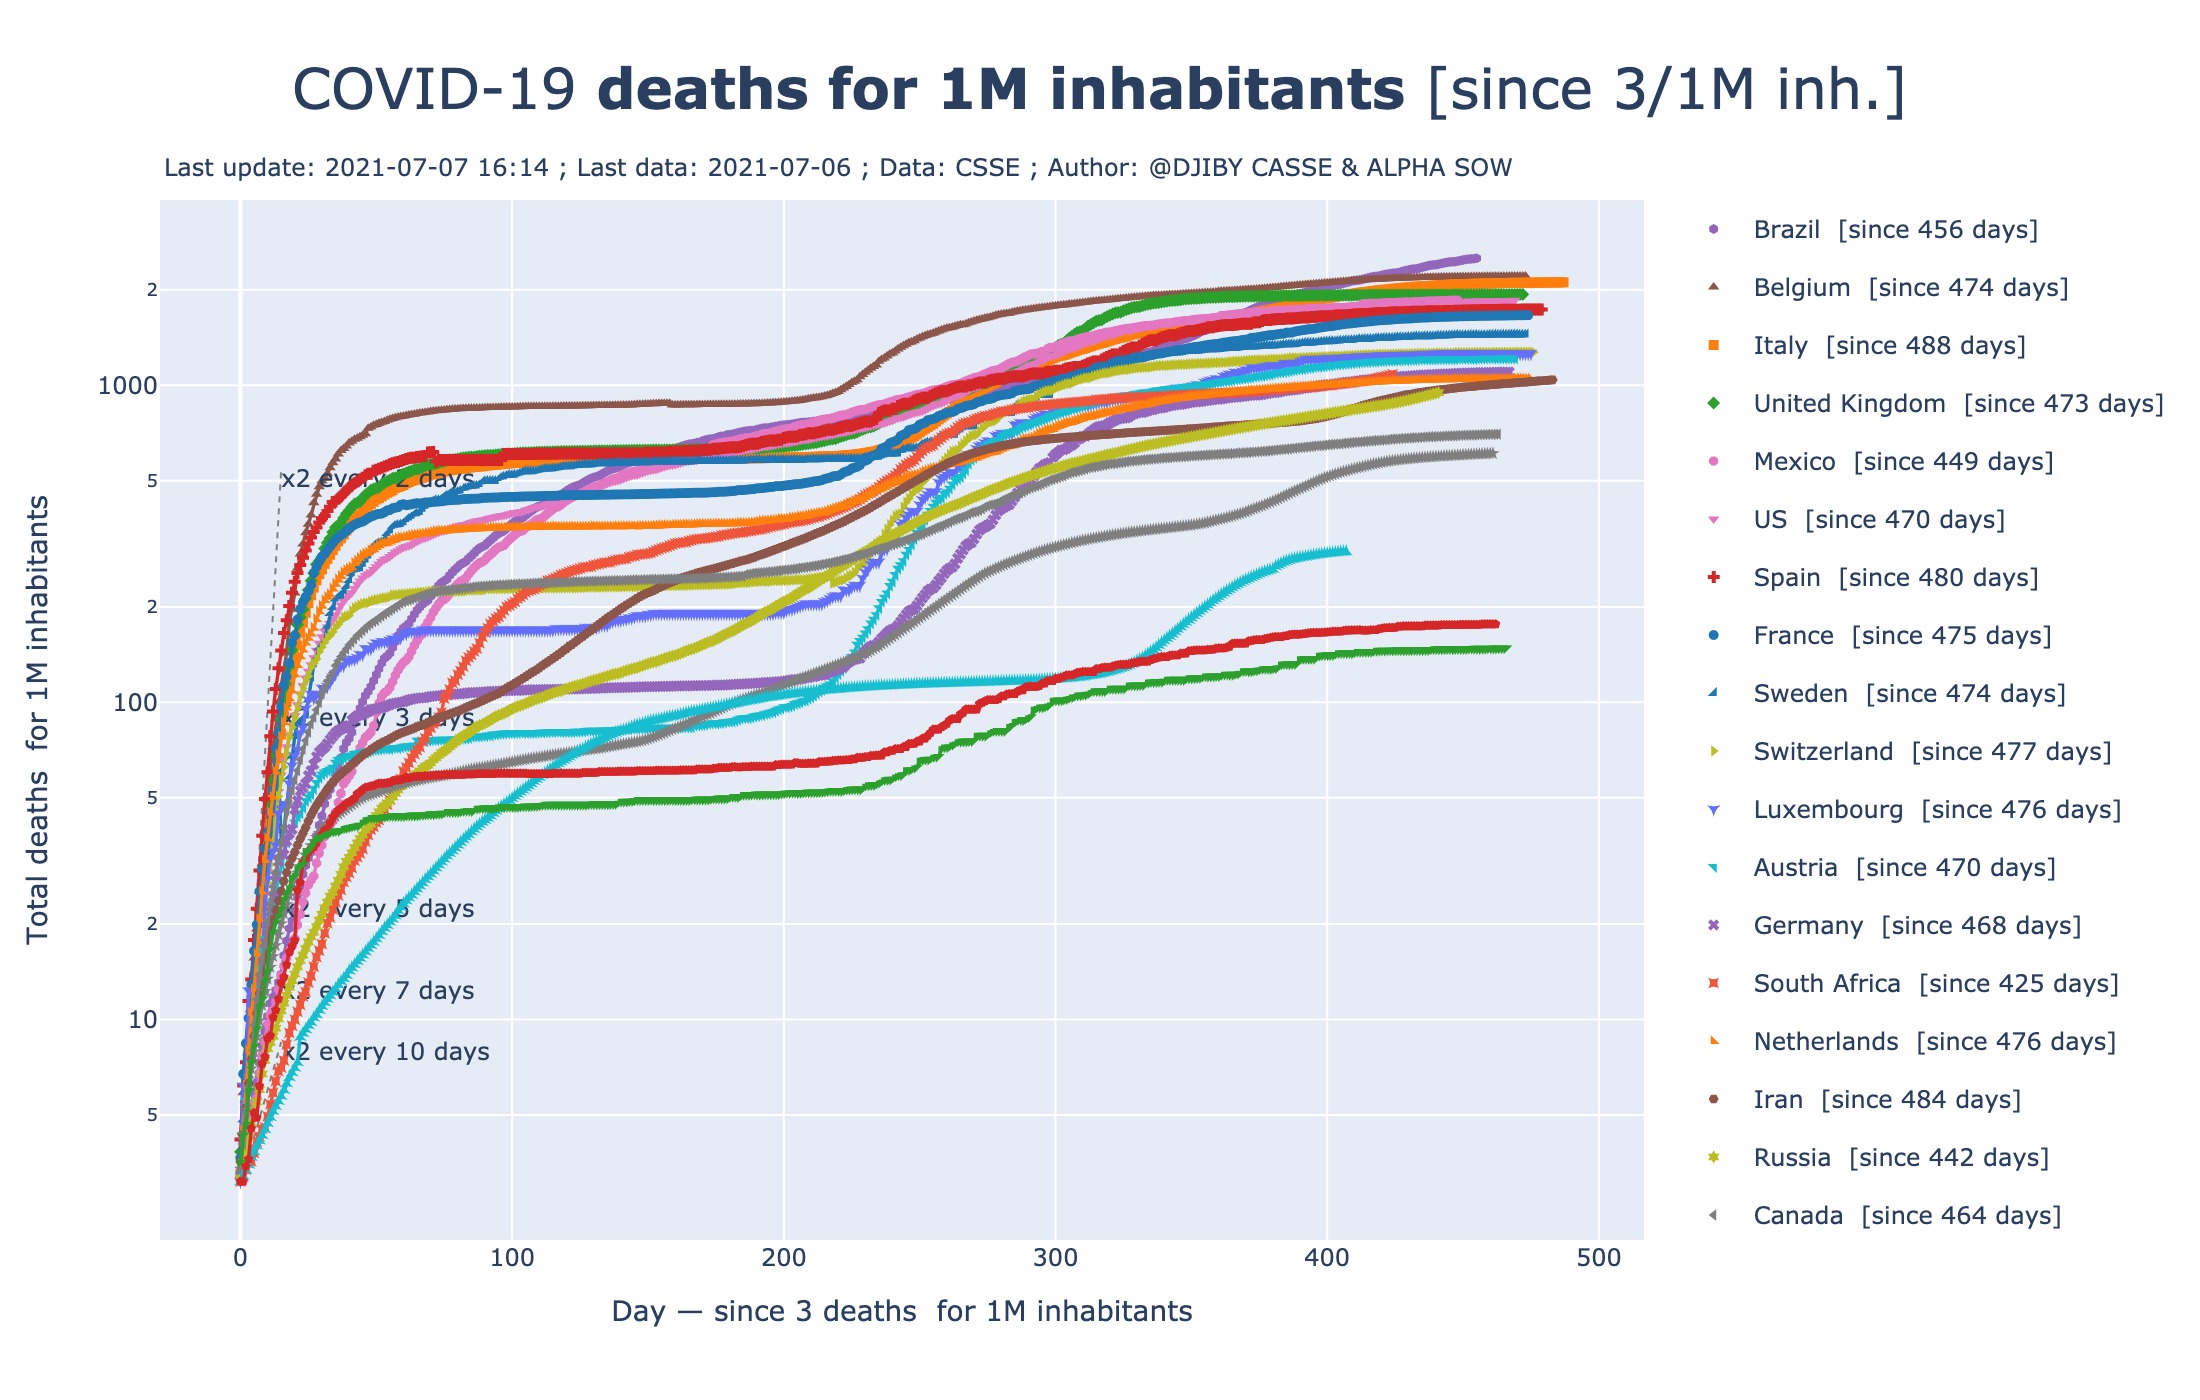 COVID-19 deaths for 1M inhabitants [since 3/1M inh.]
Last update: 2021-07-07 16:14 ; Last data: 2021-07-06 ; Data: CSSE ; Author: @DJIBY CASSE & ALPHA SOW
Total deaths for 1M inhabitants
2
1000
5
2
100
5
2
10
5
x2 every 2 days
x2 every 3 days
x2 every 5 days
x2 every 7 days
x2 every 10 days
0 100 200 300 400 500
Day — since 3 deaths for 1M inhabitants
Brazil [since 456 days]
Belgium [since 474 days]
Italy [since 488 days]
United Kingdom [since 473 days]
Mexico [since 449 days]
US [since 470 days]
Spain [since 480 days]
France [since 475 days]
Sweden [since 474 days]
Switzerland [since 477 days]
Luxembourg [since 476 days]
Austria [since 470 days]
Germany [since 468 days]
South Africa [since 425 days]
Netherlands [since 476 days]
Iran [since 484 days]
Russia [since 442 days]
Canada [since 464 days]